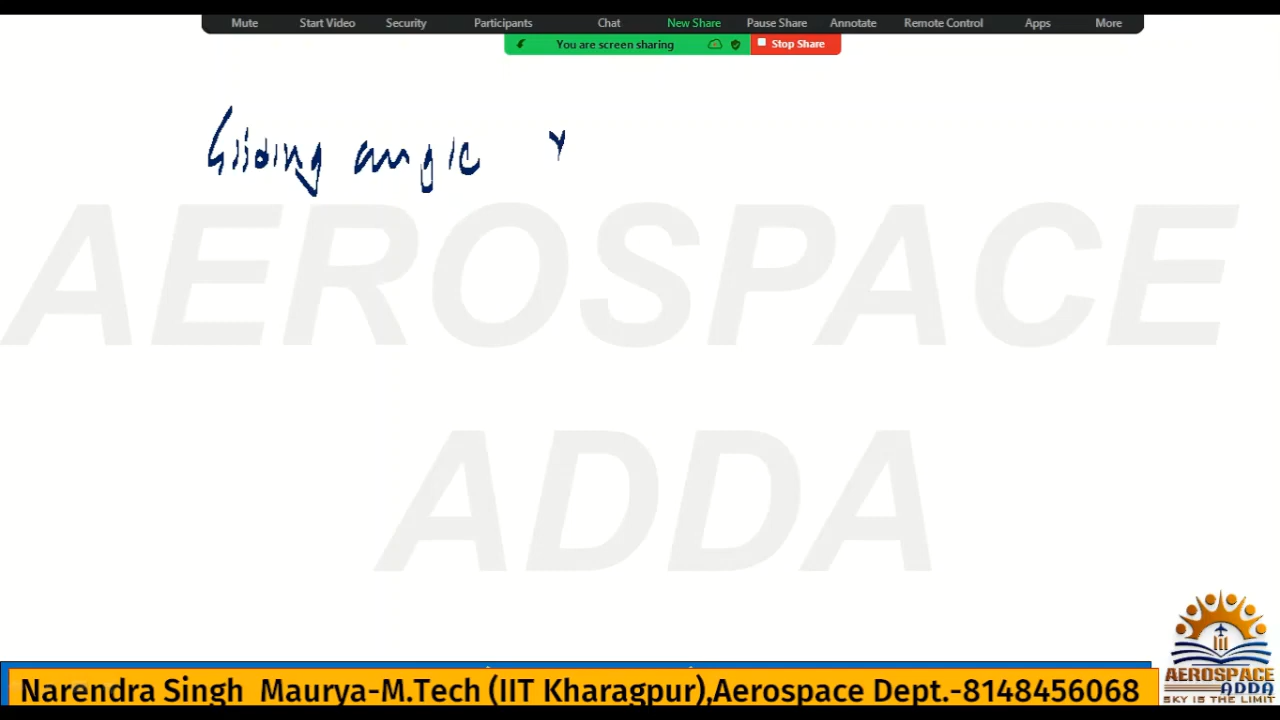 Mute Start Video Security Participants Chat New Share Pause Share Annotate Remote Control Apps More
You are screen sharing Stop Share
Gliding angle γ
AEROSPACE
ADDA
Narendra Singh Maurya-M.Tech (IIT Kharagpur),Aerospace Dept.-8148456068
AEROSPACE
ADDA
SKY IS THE LIMIT